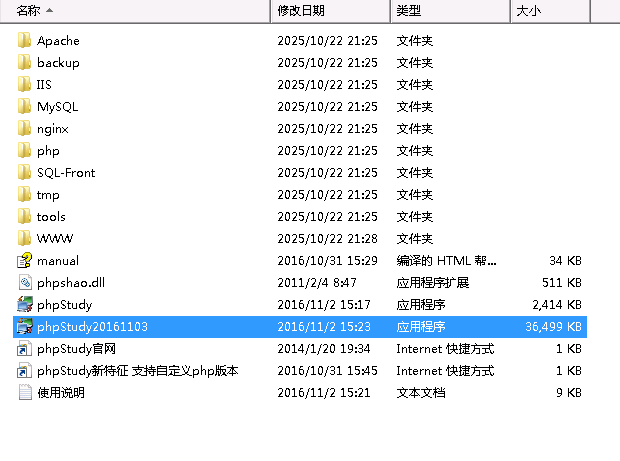 名称 修改日期 类型 大小
Apache 2025/10/22 21:25 文件夹
backup 2025/10/22 21:25 文件夹
IIS 2025/10/22 21:25 文件夹
MySQL 2025/10/22 21:25 文件夹
nginx 2025/10/22 21:25 文件夹
php 2025/10/22 21:25 文件夹
SQL-Front 2025/10/22 21:25 文件夹
tmp 2025/10/22 21:25 文件夹
tools 2025/10/22 21:25 文件夹
WWW 2025/10/22 21:28 文件夹
manual 2016/10/31 15:29 编译的 HTML 帮... 34 KB
phpshao.dll 2011/2/4 8:47 应用程序扩展 511 KB
phpStudy 2016/11/2 15:17 应用程序 2,414 KB
phpStudy20161103 2016/11/2 15:23 应用程序 36,499 KB
phpStudy官网 2014/1/20 19:34 Internet 快捷方式 1 KB
phpStudy新特征 支持自定义php版本 2016/10/31 15:45 Internet 快捷方式 1 KB
使用说明 2016/11/2 15:21 文本文档 9 KB